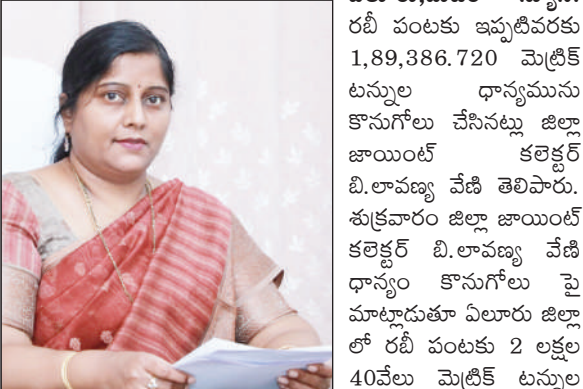 రబీ పంటకు ఇప్పటివరకు
1,89,386.720 మెట్రిక్
టన్నుల ధాన్యమును
కొనుగోలు చేసినట్లు జిల్లా
జాయింట్ కలెక్టర్
బి.లావణ్య వేణి తెలిపారు.
శుక్రవారం జిల్లా జాయింట్
కలెక్టర్ బి.లావణ్య వేణి
ధాన్యం కొనుగోలు పై
మాట్లాడుతూ ఏలూరు జిల్లా
లో రబీ పంటకు 2 లక్షల
40వేలు మెట్రిక్ టన్నుల